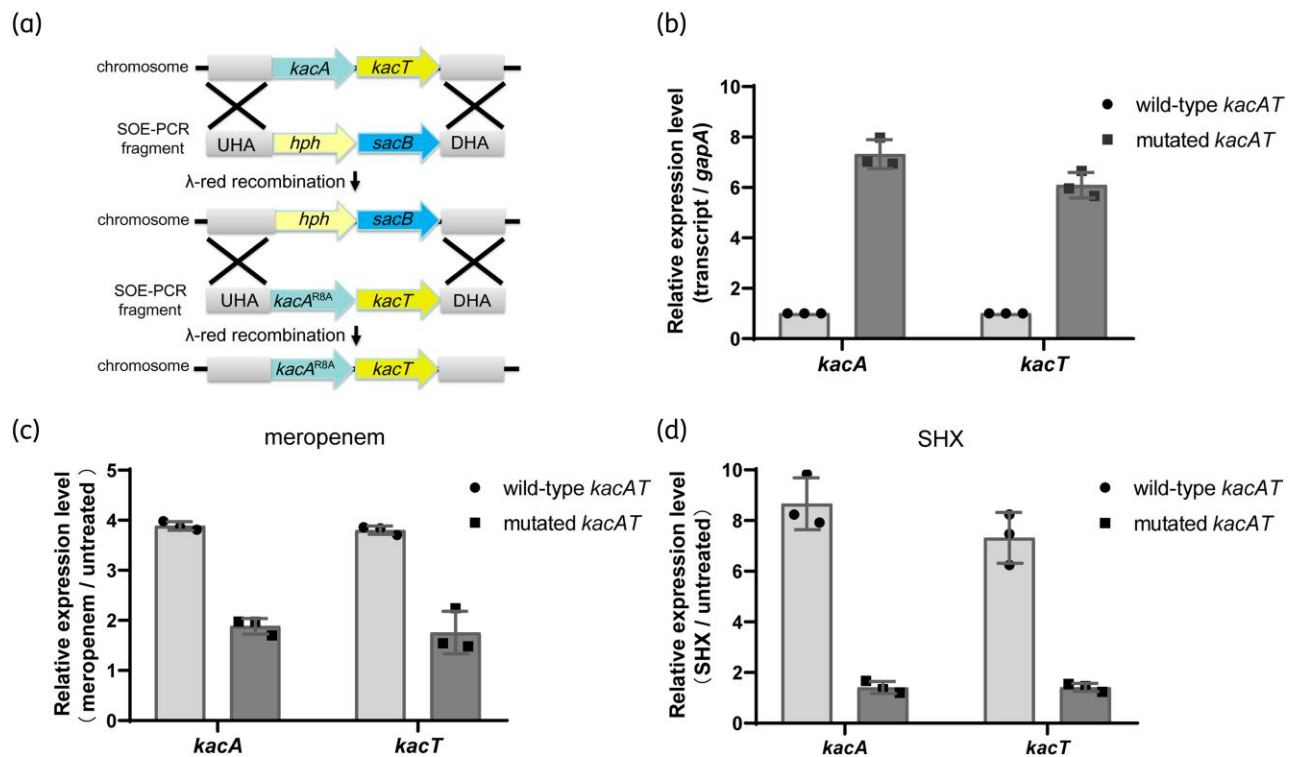 (a)
chromosome
kacA
kacT
SOE-PCR
fragment
UHA
hph
sacB
DHA
λ-red recombination
chromosome
hph
sacB
SOE-PCR
fragment
UHA
kacA^R8A
kacT
DHA
λ-red recombination
chromosome
kacA^R8A
kacT
(b)
Relative expression level
(transcript / gapA)
10
8
6
4
2
0
kacA
kacT
wild-type kacAT
mutated kacAT
(c)
meropenem
Relative expression level
( meropenem / untreated )
5
4
3
2
1
0
kacA
kacT
wild-type kacAT
mutated kacAT
(d)
SHX
Relative expression level
( SHX / untreated )
10
8
6
4
2
0
kacA
kacT
wild-type kacAT
mutated kacAT